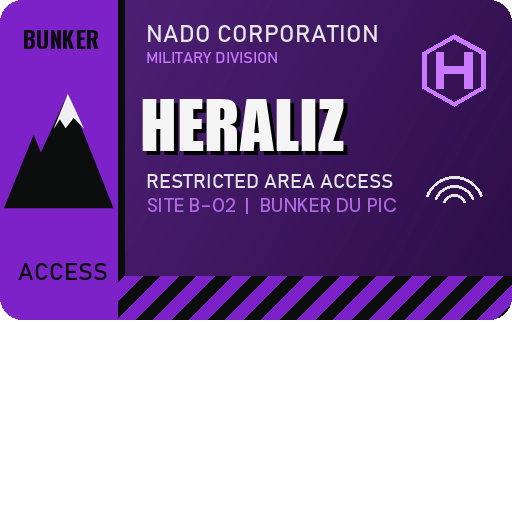 BUNKER
ACCESS
NADO CORPORATION
MILITARY DIVISION
HERALIZ
RESTRICTED AREA ACCESS
SITE B-02 | BUNKER DU PIC
H